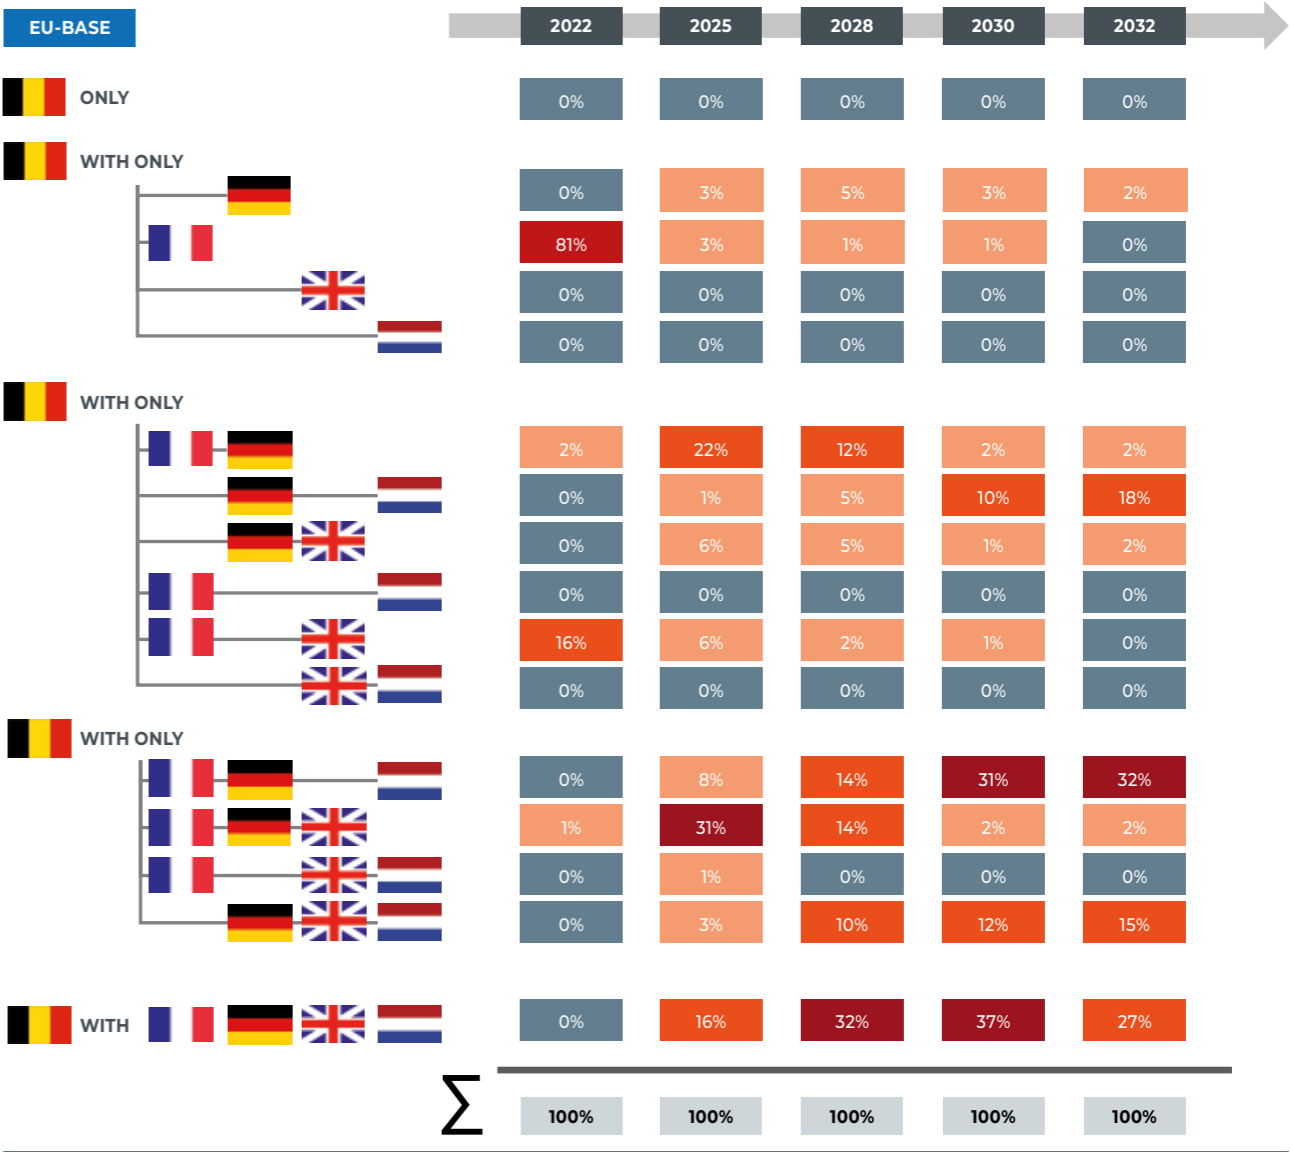 EU-BASE 2022 2025 2028 2030 2032
ONLY 0% 0% 0% 0% 0%
WITH ONLY
0% 3% 5% 3% 2%
81% 3% 1% 1% 0%
0% 0% 0% 0% 0%
0% 0% 0% 0% 0%
WITH ONLY
2% 22% 12% 2% 2%
0% 1% 5% 10% 18%
0% 6% 5% 1% 2%
0% 0% 0% 0% 0%
16% 6% 2% 1% 0%
0% 0% 0% 0% 0%
WITH ONLY
0% 8% 14% 31% 32%
1% 31% 14% 2% 2%
0% 1% 0% 0% 0%
0% 3% 10% 12% 15%
WITH 0% 16% 32% 37% 27%
∑ 100% 100% 100% 100% 100%